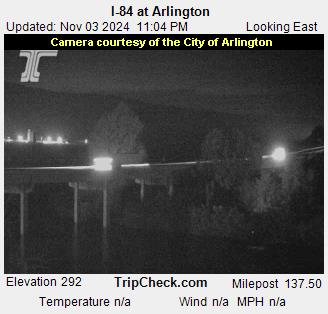 I-84 at Arlington
Updated: Nov 03 2024 11:04 PM Looking East
Camera courtesy of the City of Arlington
Elevation 292 TripCheck.com Milepost 137.50
Temperature n/a Wind n/a MPH n/a